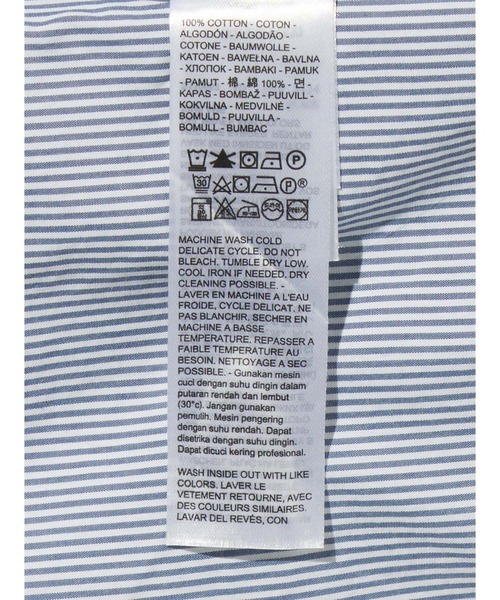 100% COTTON - COTON -
ALGODÓN - ALGODÃO -
COTONE - BAUMWOLLE -
KATOEN - BAWEŁNA - BAVLNA
- ХЛОПОК - BAMBAKI - PAMUK
- PAMUT - 棉 - 綿 100% - 면 -
KAPAS - BOMBAŽ - PUUVILL -
KOKVILNA - MEDVILNĖ -
BOMULD - PUUVILLA -
BOMULL - BUMBAC
P
30 P®
MACHINE WASH COLD
DELICATE CYCLE. DO NOT
BLEACH. TUMBLE DRY LOW.
COOL IRON IF NEEDED. DRY
CLEANING POSSIBLE. -
LAVER EN MACHINE A L'EAU
FROIDE, CYCLE DELICAT. NE
PAS BLANCHIR. SECHER EN
MACHINE A BASSE
TEMPERATURE. REPASSER A
FAIBLE TEMPERATURE AU
BESOIN. NETTOYAGE A SEC
POSSIBLE. - Gunakan mesin
cuci dengan suhu dingin dalam
putaran rendah dan lembut
(30°c). Jangan gunakan
pemutih. Mesin pengering
dengan suhu rendah. Dapat
disetrika dengan suhu dingin.
Dapat dicuci kering profesional.
WASH INSIDE OUT WITH LIKE
COLORS. LAVER LE
VETEMENT RETOURNE, AVEC
DES COULEURS SIMILAIRES.
LAVAR DEL REVÉS, CON